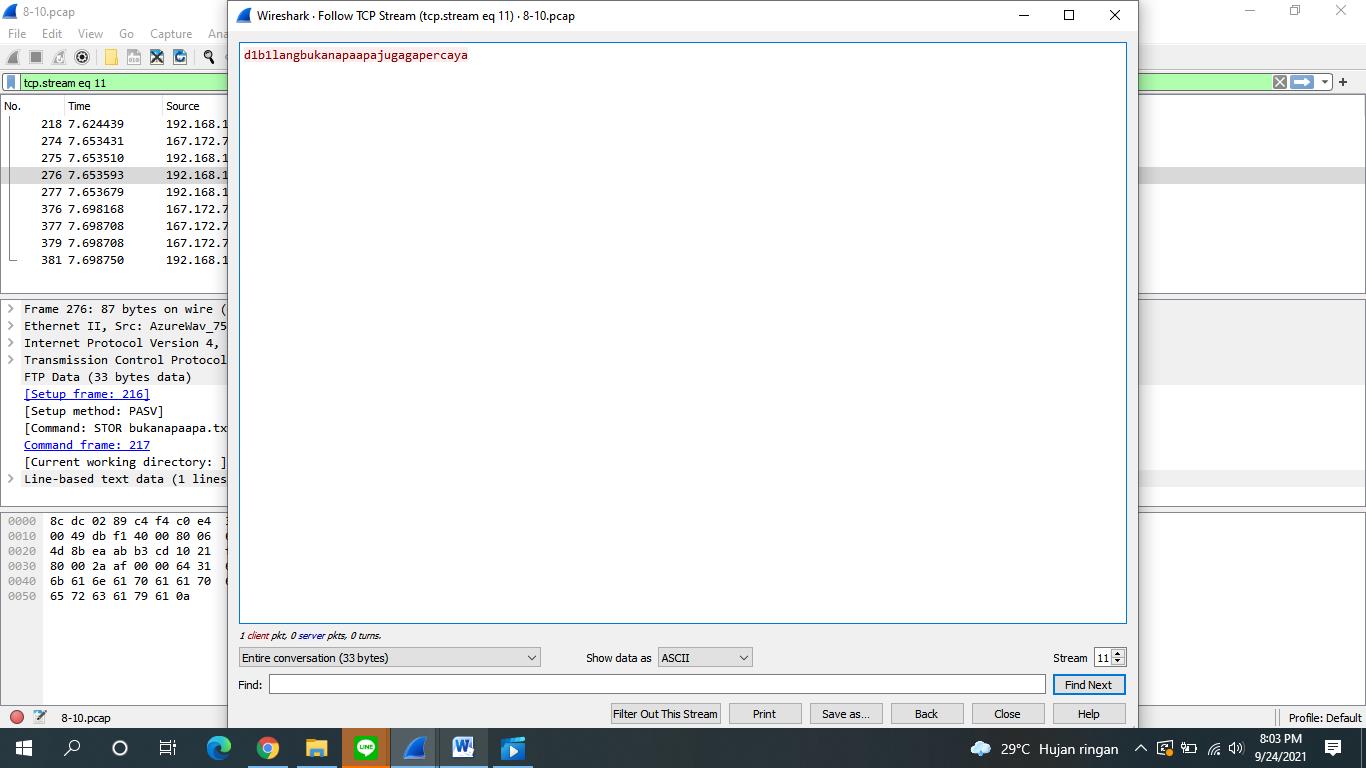 8-10.pcap
Wireshark · Follow TCP Stream (tcp.stream eq 11) · 8-10.pcap
File Edit View Go Capture
tcp.stream eq 11
d1b1langbukanapaapajugagapercaya
No. Time Source
218 7.624439 192.168.1
274 7.653431 167.172.7
275 7.653510 192.168.1
276 7.653593 192.168.1
277 7.653679 192.168.1
376 7.698168 167.172.7
377 7.698708 167.172.7
379 7.698708 167.172.7
381 7.698750 192.168.1
Frame 276: 87 bytes on wire (
Ethernet II, Src: AzureWav_75
Internet Protocol Version 4,
Transmission Control Protocol
FTP Data (33 bytes data)
[Setup frame: 216]
[Setup method: PASV]
[Command: STOR bukanapaapa.tx
Command frame: 217
[Current working directory: ]
Line-based text data (1 lines
0000 8c dc 02 89 c4 f4 c0 e4
0010 00 49 db f1 40 00 80 06
0020 4d 8b ea ab b3 cd 10 21
0030 80 00 2a af 00 00 64 31
0040 6b 61 6e 61 70 61 61 70
0050 65 72 63 61 79 61 0a
1 client pkt, 0 server pkts, 0 turns.
Entire conversation (33 bytes)
Show data as ASCII
Stream 11
Find:
Find Next
Filter Out This Stream
Print
Save as...
Back
Close
Help
8-10.pcap
Profile: Default
29°C Hujan ringan
8:03 PM
9/24/2021